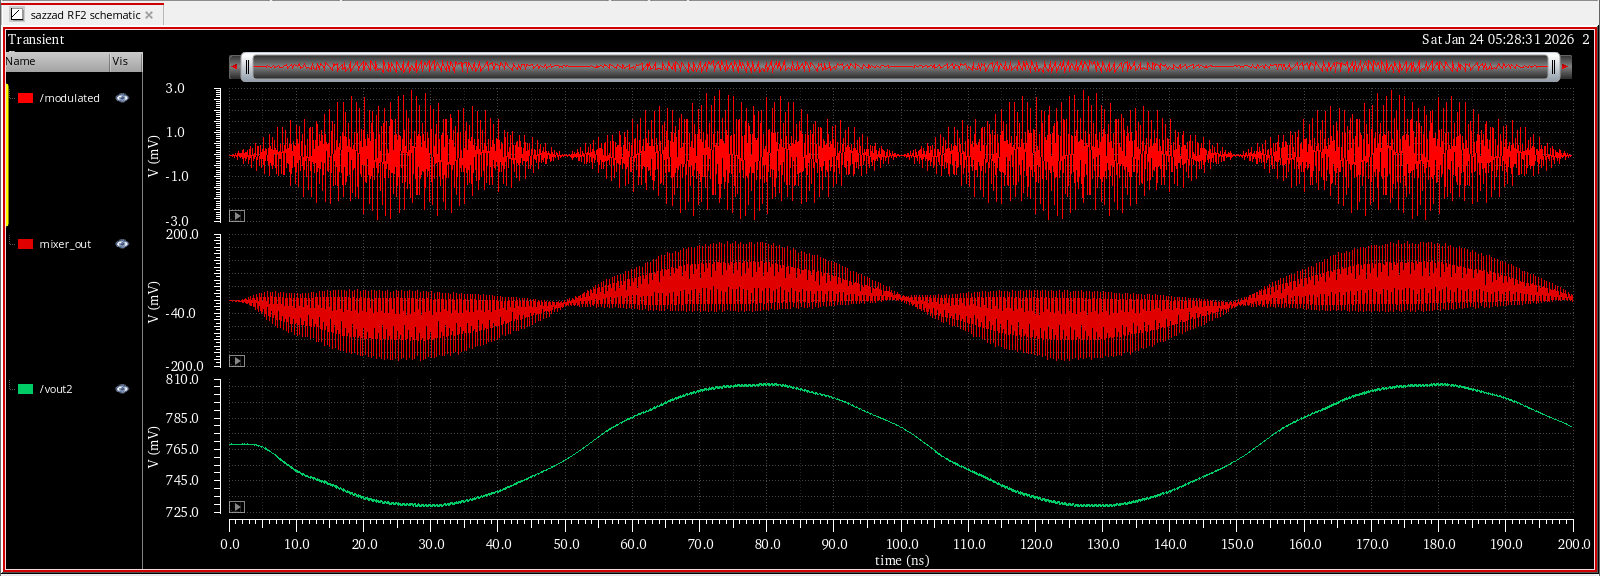 sazzad RF2 schematic
Transient
Sat Jan 24 05:28:31 2026 2
Name Vis
/modulated
3.0
1.0
-1.0
-3.0
V (mV)
mixer_out
200.0
-40.0
-200.0
V (mV)
/vout2
810.0
785.0
765.0
745.0
725.0
V (mV)
0.0 10.0 20.0 30.0 40.0 50.0 60.0 70.0 80.0 90.0 100.0 110.0 120.0 130.0 140.0 150.0 160.0 170.0 180.0 190.0 200.0
time (ns)